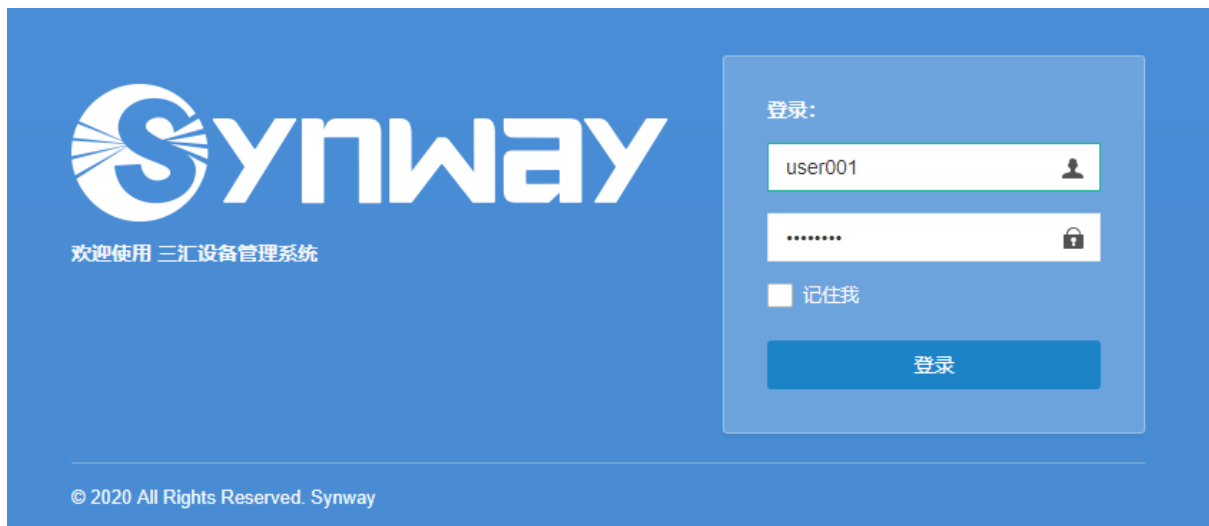 Synway
欢迎使用 三汇设备管理系统
登录：
user001
••••••••
记住我
登录
© 2020 All Rights Reserved. Synway